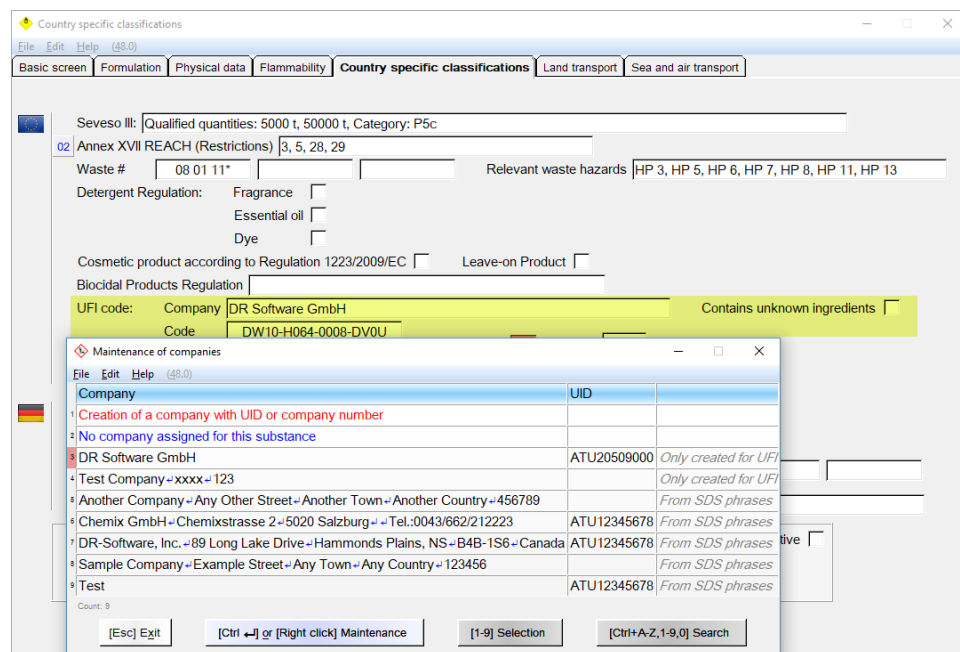 Country specific classifications
File Edit Help (48.0)
Basic screen Formulation Physical data Flammability Country specific classifications Land transport Sea and air transport
Seveso III: Qualified quantities: 5000 t, 50000 t, Category: P5c
02 Annex XVII REACH (Restrictions) 3, 5, 28, 29
Waste # 08 01 11* Relevant waste hazards HP 3, HP 5, HP 6, HP 7, HP 8, HP 11, HP 13
Detergent Regulation: Fragrance
Essential oil
Dye
Cosmetic product according to Regulation 1223/2009/EC Leave-on Product
Biocidal Products Regulation
UFI code: Company DR Software GmbH Contains unknown ingredients
Code DW10-H064-0008-DV0U
Maintenance of companies
File Edit Help (48.0)
Company UID
1 Creation of a company with UID or company number
2 No company assigned for this substance
3 DR Software GmbH ATU20509000 Only created for UFI
4 Test Company↵xxxx↵123 Only created for UFI
5 Another Company↵Any Other Street↵Another Town↵Another Country↵456789 From SDS phrases
6 Chemix GmbH↵Chemixstrasse 2↵5020 Salzburg↵↵Tel.:0043/662/212223 ATU12345678 From SDS phrases
7 DR-Software, Inc.↵89 Long Lake Drive↵Hammonds Plains, NS↵B4B-1S6↵Canada ATU12345678 From SDS phrases
tive
8 Sample Company↵Example Street↵Any Town↵Any Country↵123456 From SDS phrases
9 Test ATU12345678 From SDS phrases
Count: 9
[Esc] Exit [Ctrl ↵] or [Right click] Maintenance [1-9] Selection [Ctrl+A-Z,1-9,0] Search